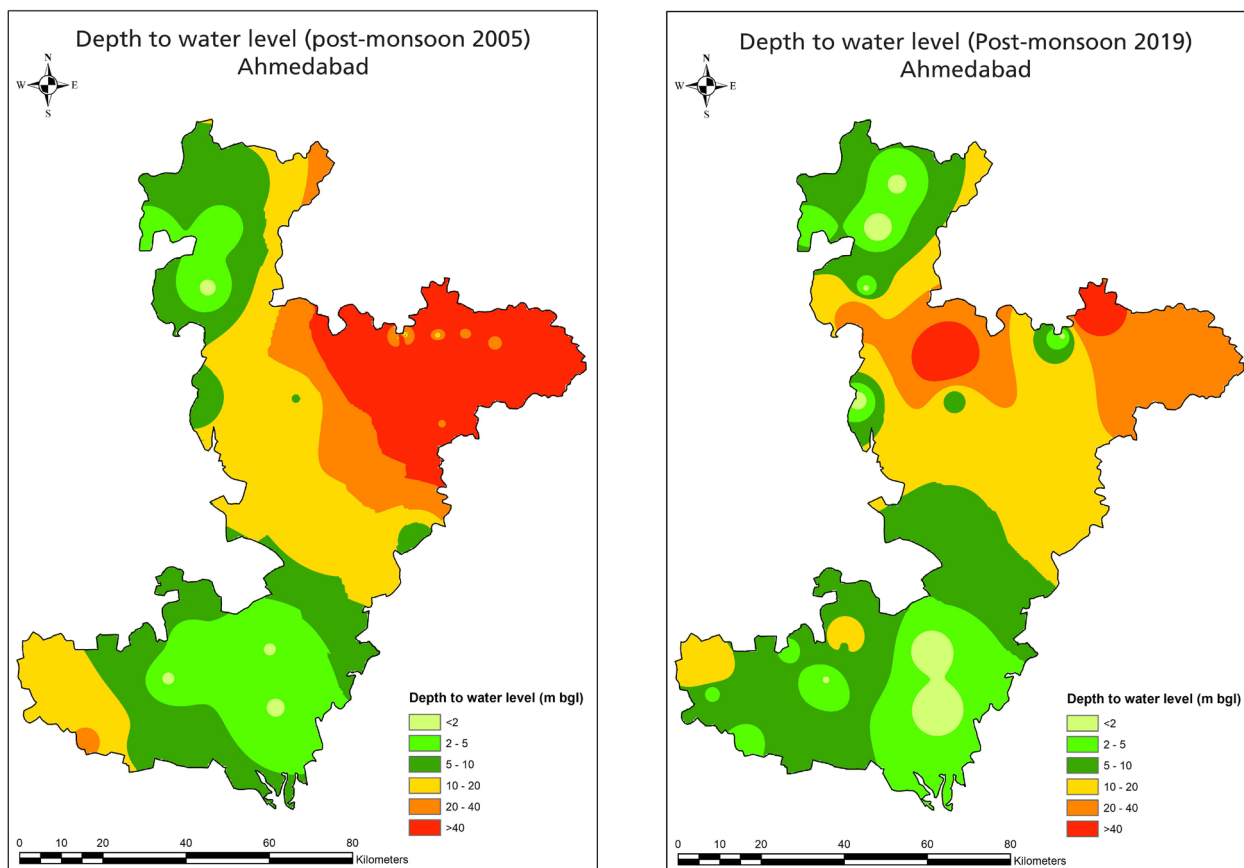 Depth to water level (post-monsoon 2005)
Ahmedabad
N
W E
S
Depth to water level (m bgl)
<2
2 - 5
5 - 10
10 - 20
20 - 40
>40
0 10 20 40 60 80
Kilometers
Depth to water level (Post-monsoon 2019)
Ahmedabad
N
W E
S
Depth to water level (m bgl)
<2
2 - 5
5 - 10
10 - 20
20 - 40
>40
0 10 20 40 60 80
Kilometers